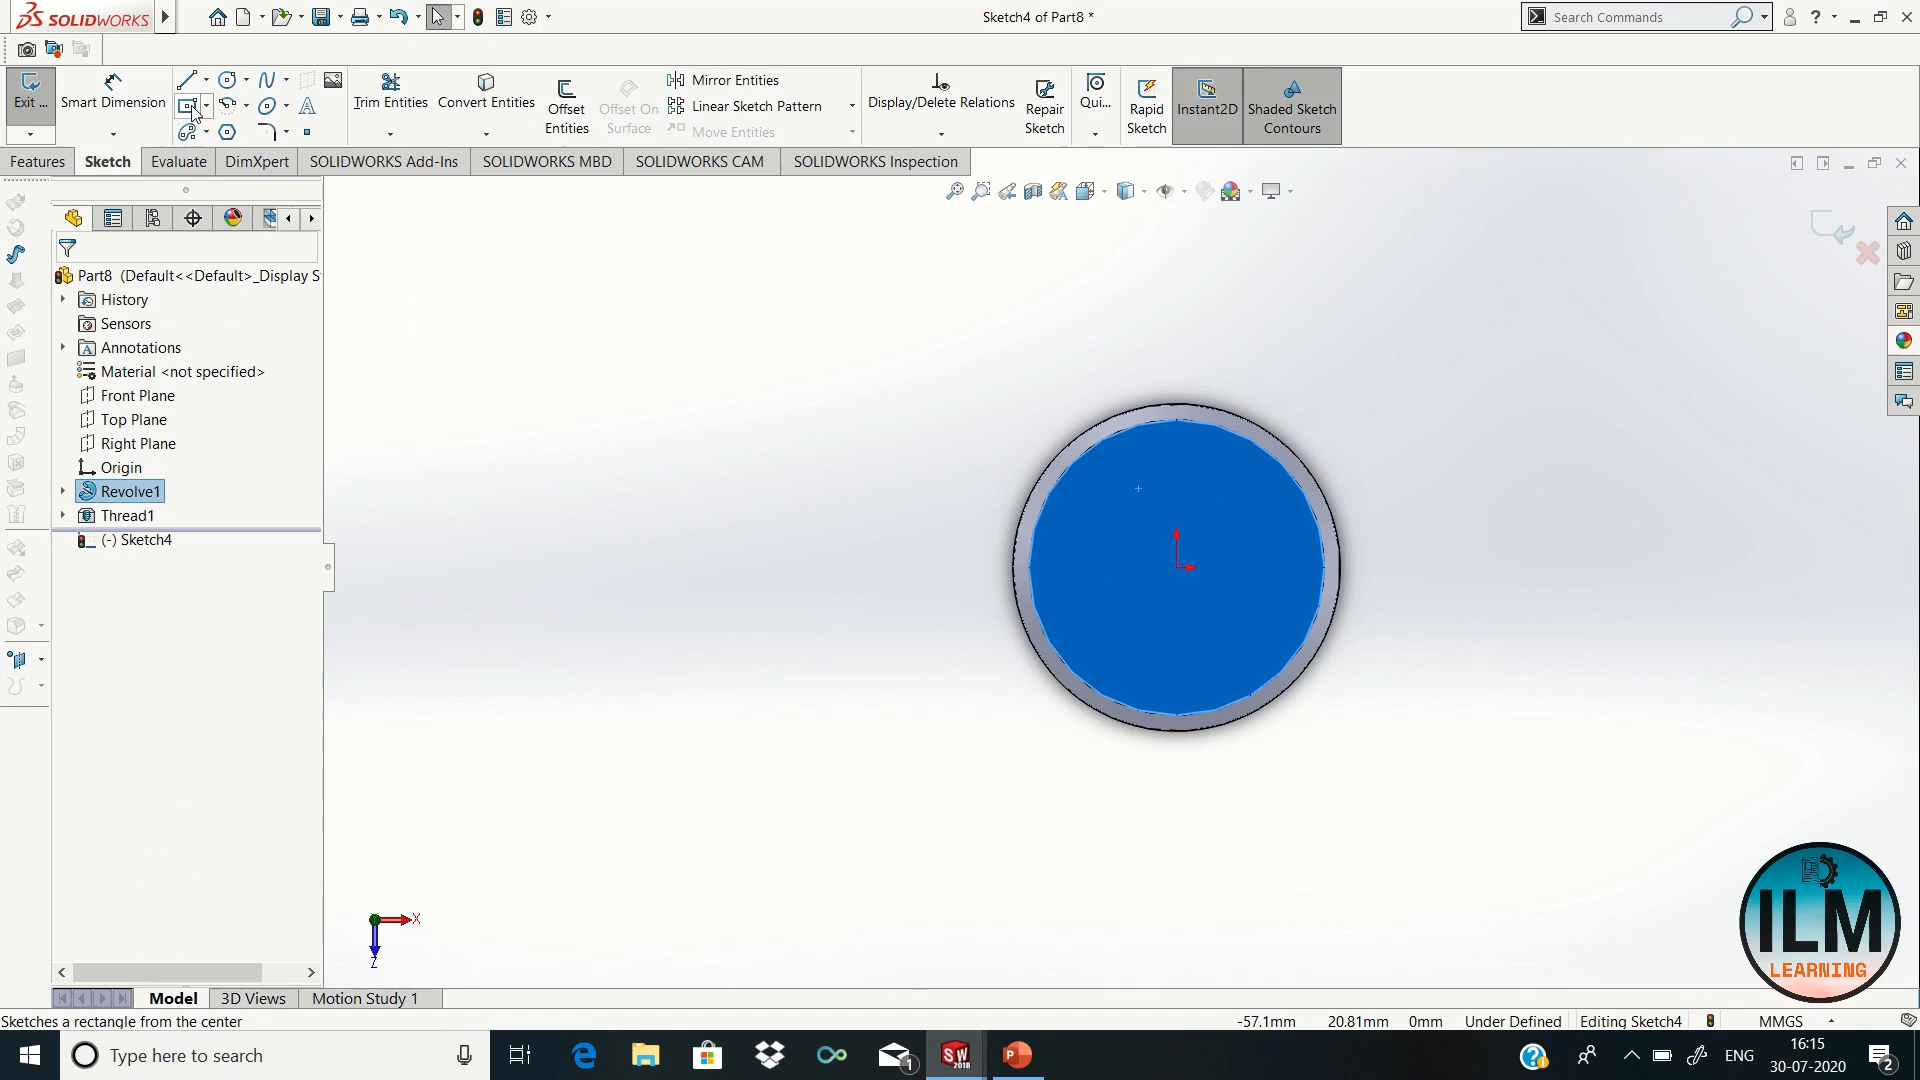 SOLIDWORKS
Sketch4 of Part8 *
Search Commands
Exit ...
Smart Dimension
Trim Entities
Convert Entities
Offset
Entities
Offset On
Surface
Mirror Entities
Linear Sketch Pattern
Move Entities
Display/Delete Relations
Repair
Sketch
Qui...
Rapid
Sketch
Instant2D
Shaded Sketch
Contours
Features
Sketch
Evaluate
DimXpert
SOLIDWORKS Add-Ins
SOLIDWORKS MBD
SOLIDWORKS CAM
SOLIDWORKS Inspection
Part8 (Default<<Default>_Display S
History
Sensors
Annotations
Material <not specified>
Front Plane
Top Plane
Right Plane
Origin
Revolve1
Thread1
(-) Sketch4
X
Z
ILM
LEARNING
Model
3D Views
Motion Study 1
Sketches a rectangle from the center
-57.1mm
20.81mm
0mm
Under Defined
Editing Sketch4
MMGS
Type here to search
1
SW
2018
P
ENG
16:15
30-07-2020
2